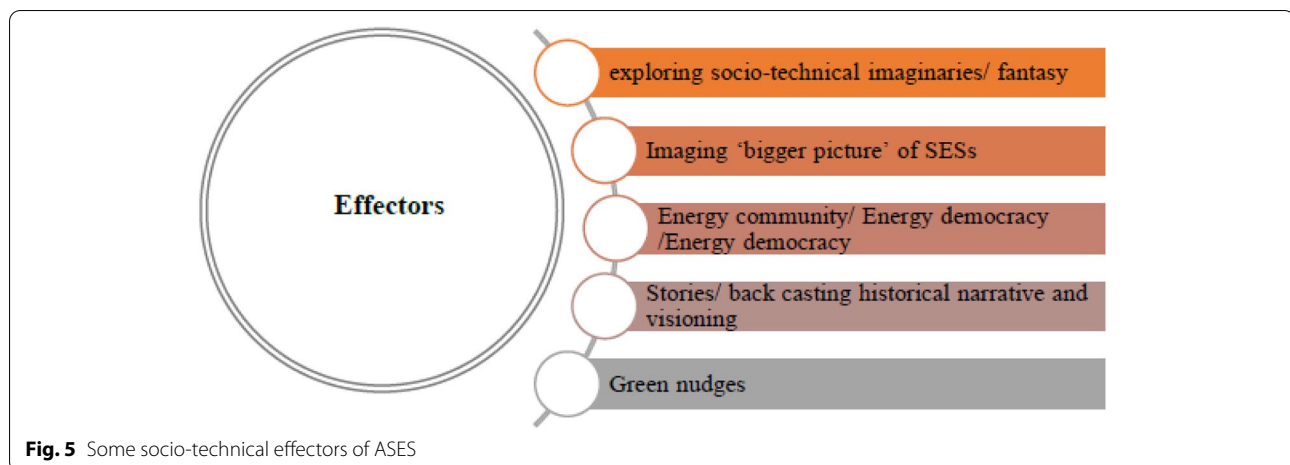 Effectors
exploring socio-technical imaginaries/ fantasy
Imaging ‘bigger picture’ of SESs
Energy community/ Energy democracy
/Energy democracy
Stories/ back casting historical narrative and
visioning
Green nudges
Fig. 5 Some socio-technical effectors of ASES